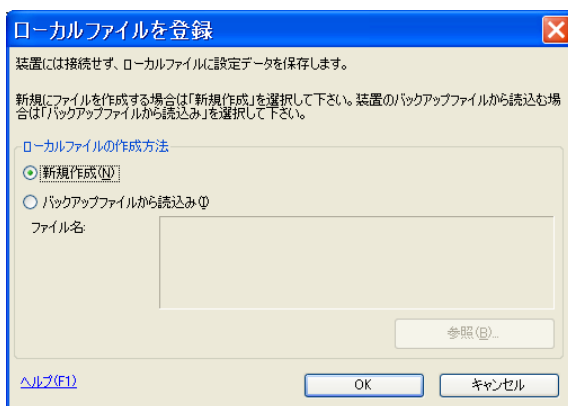 ローカルファイルを登録
装置には接続せず、ローカルファイルに設定データを保存します。
新規にファイルを作成する場合は「新規作成」を選択して下さい。装置のバックアップファイルから読込む場
合は「バックアップファイルから読込み」を選択して下さい。
ローカルファイルの作成方法
新規作成(N)
バックアップファイルから読込み(I)
ファイル名:
参照(B)...
ヘルプ(F1)
OK
キャンセル